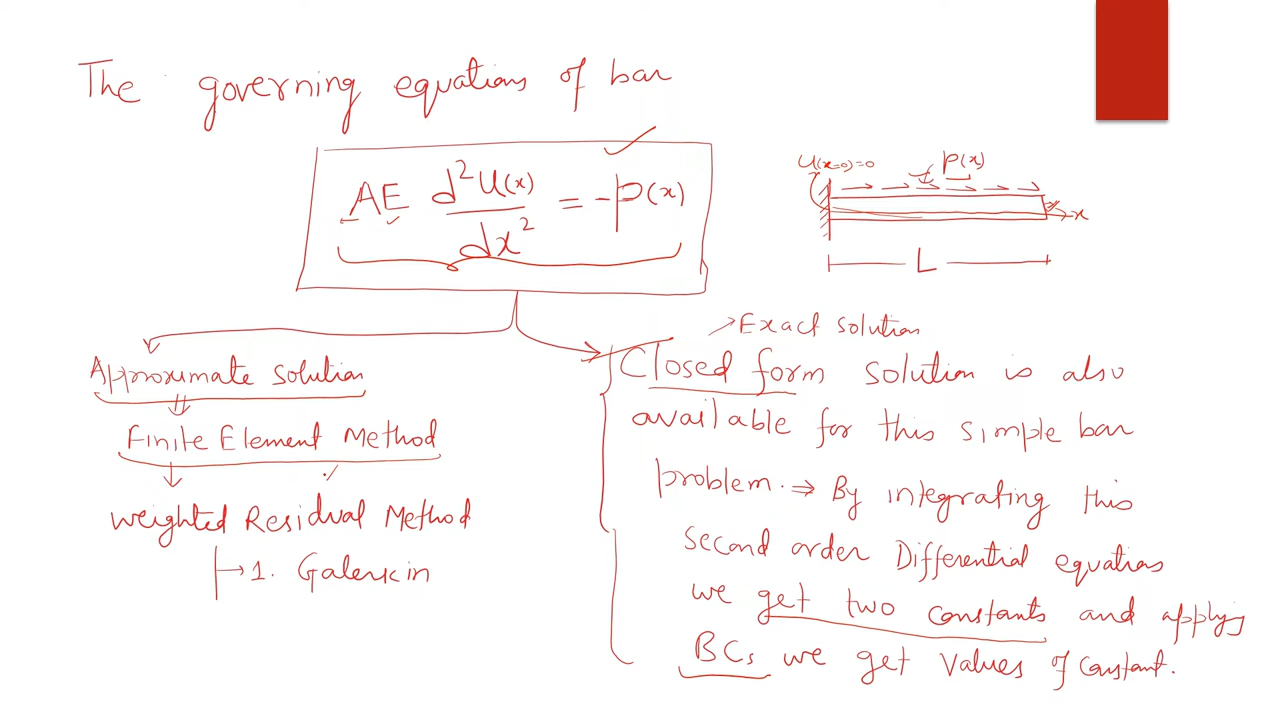 The governing equations of bar
AE d²U(x)/dx² = -P(x)
U(x=0)=0
P(x)
x
L
Approximate solution
Finite Element Method
Weighted Residual Method
→ 1. Galerkin
→ Exact solution
Closed form solution is also
available for this simple bar
problem. ⇒ By integrating this
second order Differential equations
we get two constants and applying
BCs we get values of constant.